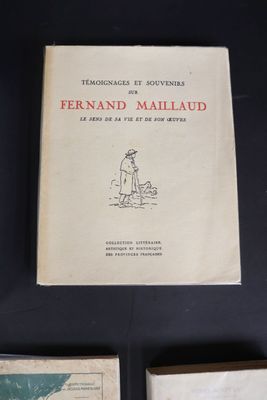 TÉMOIGNAGES ET SOUVENIRS
SUR
FERNAND MAILLAUD
LE SENS DE SA VIE ET DE SON ŒUVRE
COLLECTION LITTÉRAIRE,
ARTISTIQUE ET HISTORIQUE
DES PROVINCES FRANÇAISES